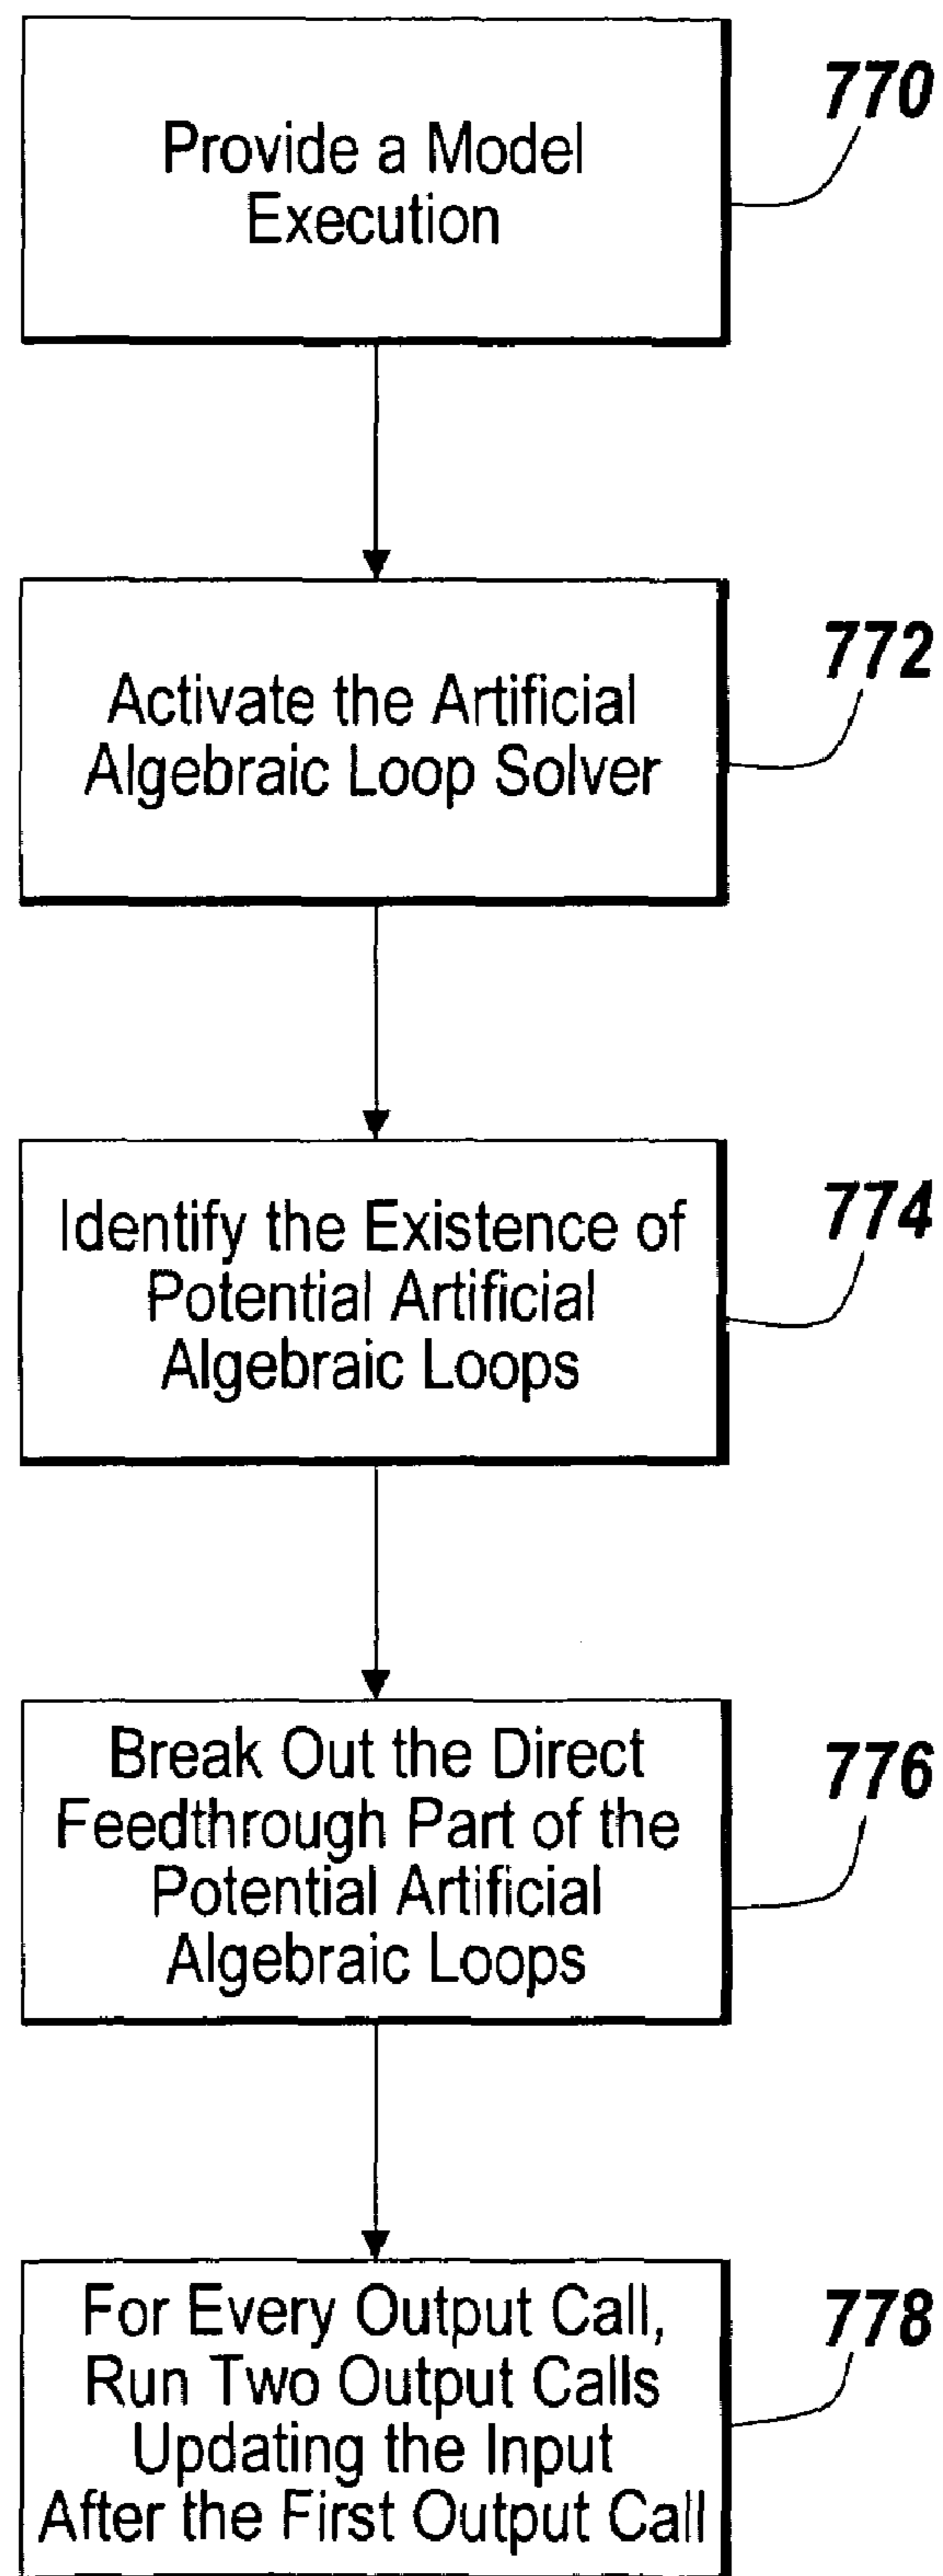 Provide a Model
Execution
770
Activate the Artificial
Algebraic Loop Solver
772
Identify the Existence of
Potential Artificial
Algebraic Loops
774
Break Out the Direct
Feedthrough Part of the
Potential Artificial
Algebraic Loops
776
For Every Output Call,
Run Two Output Calls
Updating the Input
After the First Output Call
778